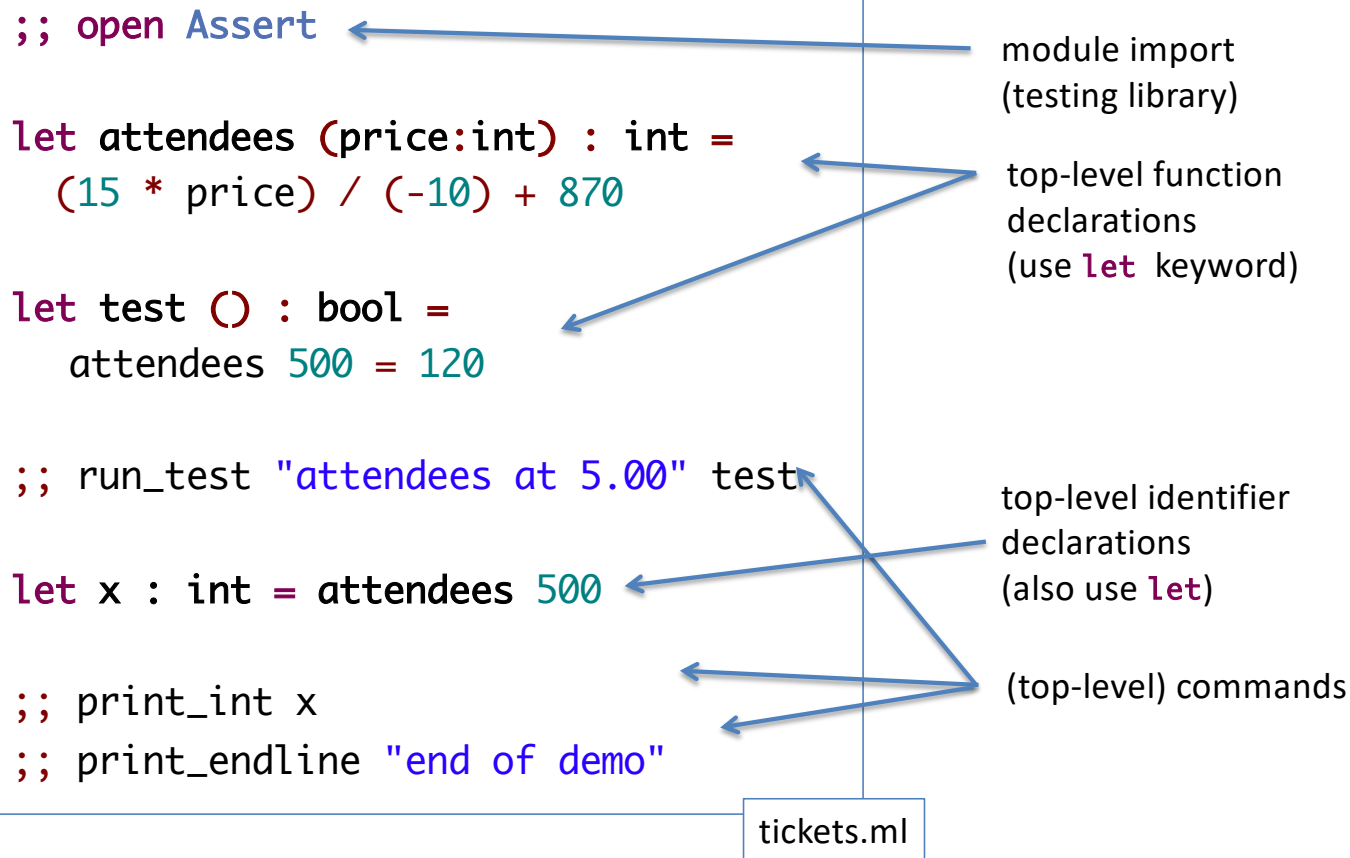 ;; open Assert
let attendees (price:int) : int =
(15 * price) / (-10) + 870
let test () : bool =
attendees 500 = 120
;; run_test "attendees at 5.00" test
let x : int = attendees 500
;; print_int x
;; print_endline "end of demo"
tickets.ml
module import
(testing library)
top-level function
declarations
(use let keyword)
top-level identifier
declarations
(also use let)
(top-level) commands